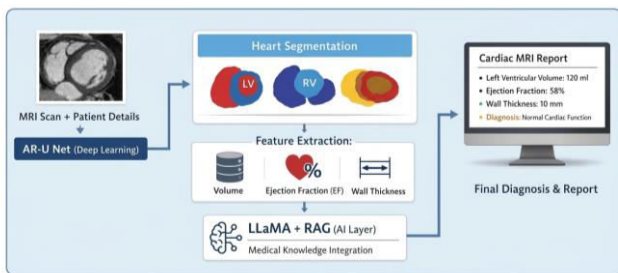 MRI Scan + Patient Details
AR-U Net (Deep Learning)
Heart Segmentation
LV
RV
Feature Extraction:
%
Volume
Ejection Fraction (EF)
Wall Thickness
LLaMA + RAG (AI Layer)
Medical Knowledge Integration
Cardiac MRI Report
• Left Ventricular Volume: 120 ml
• Ejection Fraction: 58%
• Wall Thickness: 10 mm
• Diagnosis: Normal Cardiac Function
Final Diagnosis & Report